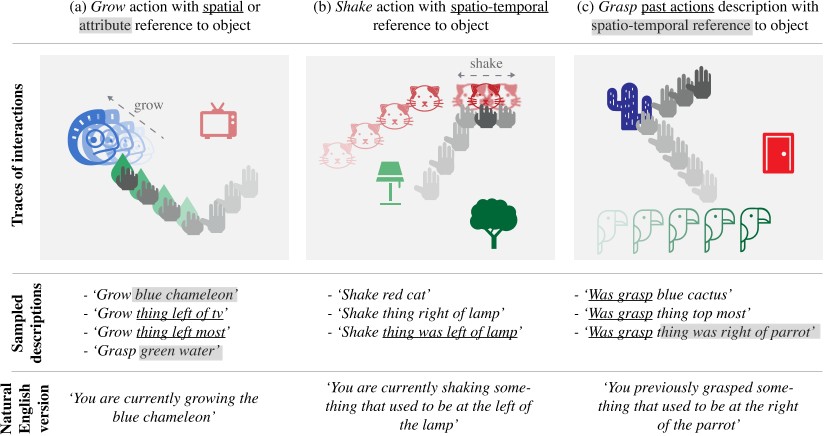 (a) Grow action with spatial or
attribute reference to object
(b) Shake action with spatio-temporal
reference to object
(c) Grasp past actions description with
spatio-temporal reference to object
Traces of interactions
grow
shake
Sampled
descriptions
- ‘Grow blue chameleon’
- ‘Grow thing left of tv’
- ‘Grow thing left most’
- ‘Grasp green water’
- ‘Shake red cat’
- ‘Shake thing right of lamp’
- ‘Shake thing was left of lamp’
- ‘Was grasp blue cactus’
- ‘Was grasp thing top most’
- ‘Was grasp thing was right of parrot’
Natural
English
version
‘You are currently growing the
blue chameleon’
‘You are currently shaking some-
thing that used to be at the left of
the lamp’
‘You previously grasped some-
thing that used to be at the right
of the parrot’